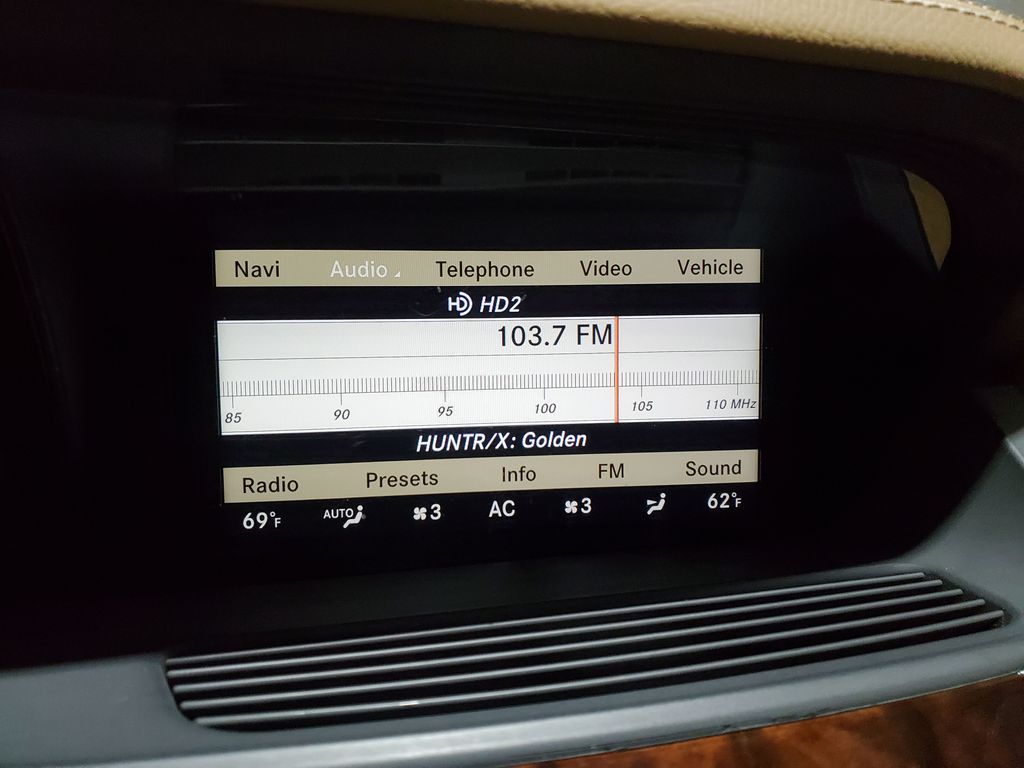 Navi Audio Telephone Video Vehicle
HD HD2
103.7 FM
85 90 95 100 105 110 MHz
HUNTR/X: Golden
Radio Presets Info FM Sound
69°F AUTO 3 AC 3 62°F